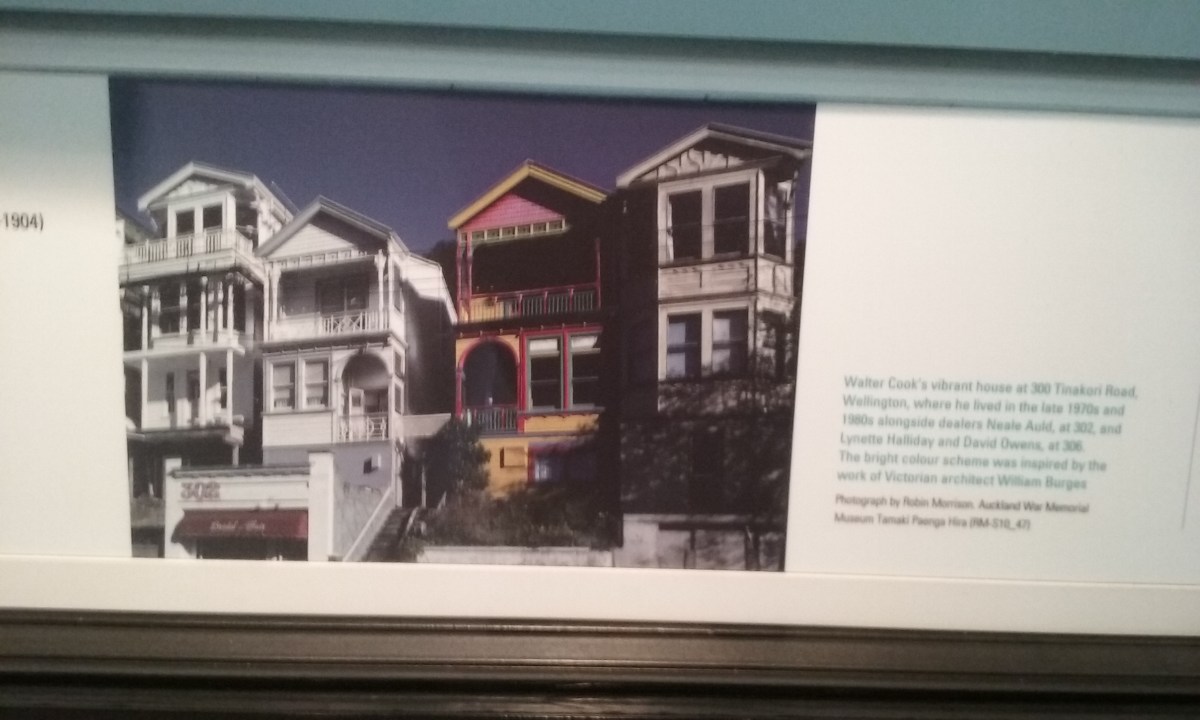 -1904)
302
Walter Cook's vibrant house at 300 Tinakori Road,
Wellington, where he lived in the late 1970s and
1980s alongside dealers Neale Auld, at 302, and
Lynette Halliday and David Owens, at 306.
The bright colour scheme was inspired by the
work of Victorian architect William Burges
Photograph by Robin Morrison. Auckland War Memorial
Museum Tamaki Paenga Hira (RM-S10_47)